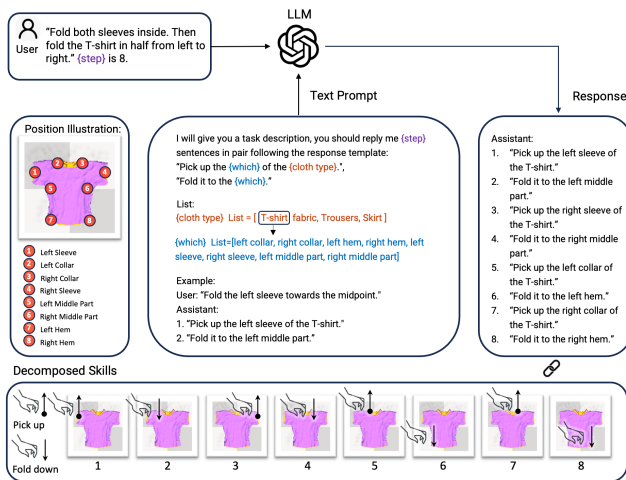 LLM
User
“Fold both sleeves inside. Then
fold the T-shirt in half from left to
right.” {step} is 8.
Text Prompt
Response
Position Illustration:
1
2
3
4
5
6
7
8
1 Left Sleeve
2 Left Collar
3 Right Collar
4 Right Sleeve
5 Left Middle Part
6 Right Middle Part
7 Left Hem
8 Right Hem
I will give you a task description, you should reply me {step}
sentences in pair following the response template:
“Pick up the {which} of the {cloth type}.",
“Fold it to the {which}.”
List:
{cloth type} List = [ T-shirt fabric, Trousers, Skirt ]
{which} List=[left collar, right collar, left hem, right hem, left
sleeve, right sleeve, left middle part, right middle part]
Example:
User: “Fold the left sleeve towards the midpoint."
Assistant:
1. “Pick up the left sleeve of the T-shirt."
2. “Fold it to the left middle part.”
Assistant:
1. “Pick up the left sleeve of
the T-shirt.”
2. “Fold it to the left middle
part.”
3. “Pick up the right sleeve of
the T-shirt.”
4. “Fold it to the right middle
part.”
5. “Pick up the left collar of
the T-shirt.”
6. “Fold it to the left hem.”
7. “Pick up the right collar of
the T-shirt.”
8. “Fold it to the right hem.”
Decomposed Skills
Pick up
Fold down
1
2
3
4
5
6
7
8